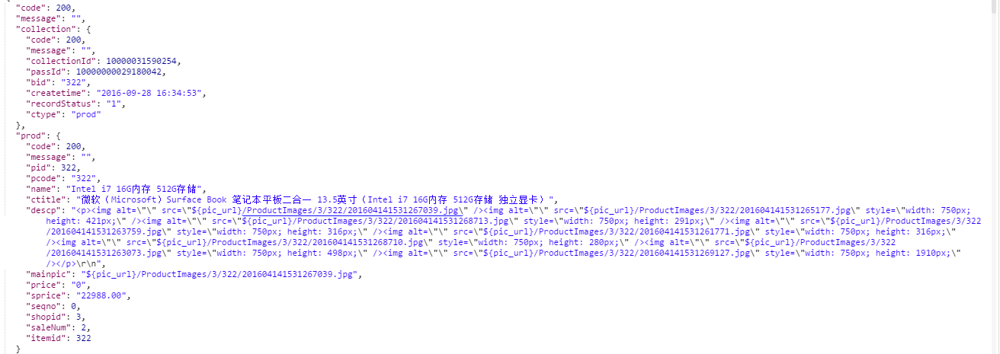 {
"code": 200,
"message": "",
"collection": {
"code": 200,
"message": "",
"collectionId": 10000031590254,
"passId": 10000000029180042,
"bid": "322",
"createtime": "2016-09-28 16:34:53",
"recordStatus": "1",
"ctype": "prod"
},
"prod": {
"code": 200,
"message": "",
"pid": 322,
"pcode": "322",
"name": "Intel i7 16G内存 512G存储",
"ctitle": "微软（Microsoft）Surface Book 笔记本平板二合一 13.5英寸（Intel i7 16G内存 512G存储 独立显卡）",
"descp": "<p><img alt=\"\" src=\"${pic_url}/ProductImages/3/322/201604141531267039.jpg\" /><img alt=\"\" src=\"${pic_url}/ProductImages/3/322/201604141531265177.jpg\" style=\"width: 750px;
height: 421px;\" /><img alt=\"\" src=\"${pic_url}/ProductImages/3/322/201604141531268713.jpg\" style=\"width: 750px; height: 291px;\" /><img alt=\"\" src=\"${pic_url}/ProductImages/3/322
/201604141531263759.jpg\" style=\"width: 750px; height: 316px;\" /><img alt=\"\" src=\"${pic_url}/ProductImages/3/322/201604141531261771.jpg\" style=\"width: 750px; height: 316px;\"
/><img alt=\"\" src=\"${pic_url}/ProductImages/3/322/201604141531268710.jpg\" style=\"width: 750px; height: 280px;\" /><img alt=\"\" src=\"${pic_url}/ProductImages/3/322
/201604141531263073.jpg\" style=\"width: 750px; height: 498px;\" /><img alt=\"\" src=\"${pic_url}/ProductImages/3/322/201604141531269127.jpg\" style=\"width: 750px; height: 1910px;\"
/></p>\r\n",
"mainpic": "${pic_url}/ProductImages/3/322/201604141531267039.jpg",
"price": "0",
"sprice": "22988.00",
"seqno": 0,
"shopid": 3,
"saleNum": 2,
"itemid": 322
}